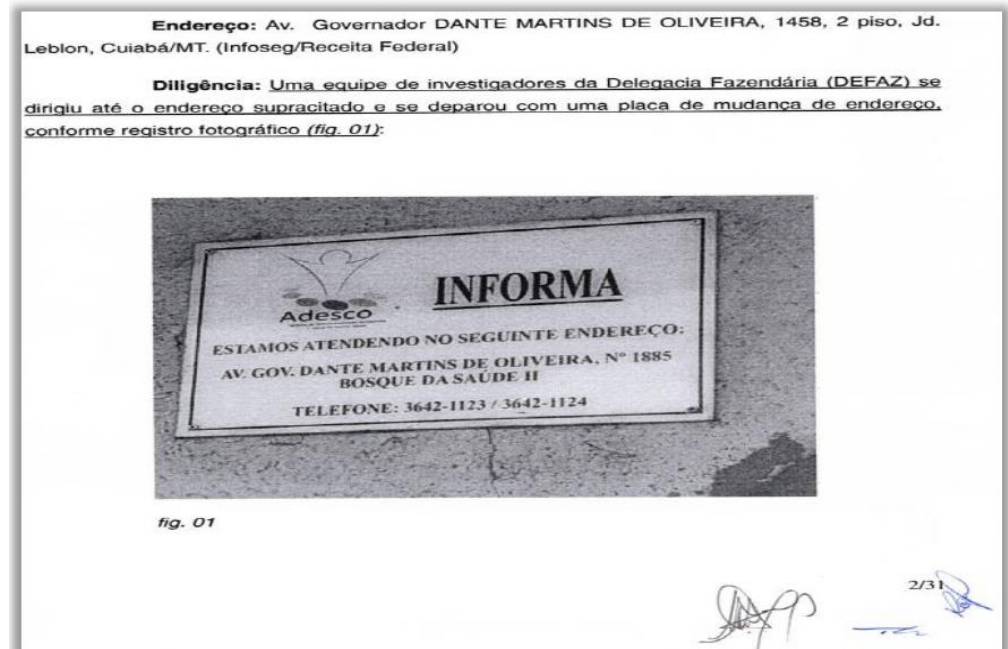 Endereço: Av. Governador DANTE MARTINS DE OLIVEIRA, 1458, 2 piso, Jd.
Leblon, Cuiabá/MT. (Infoseg/Receita Federal)
Diligência: Uma equipe de investigadores da Delegacia Fazendária (DEFAZ) se
dirigiu até o endereço supracitado e se deparou com uma placa de mudança de endereço,
conforme registro fotográfico (fig. 01):
Adesco
INFORMA
ESTAMOS ATENDENDO NO SEGUINTE ENDEREÇO:
AV. GOV. DANTE MARTINS DE OLIVEIRA, Nº 1885
BOSQUE DA SAÚDE II
TELEFONE: 3642-1123 / 3642-1124
fig. 01
2/31